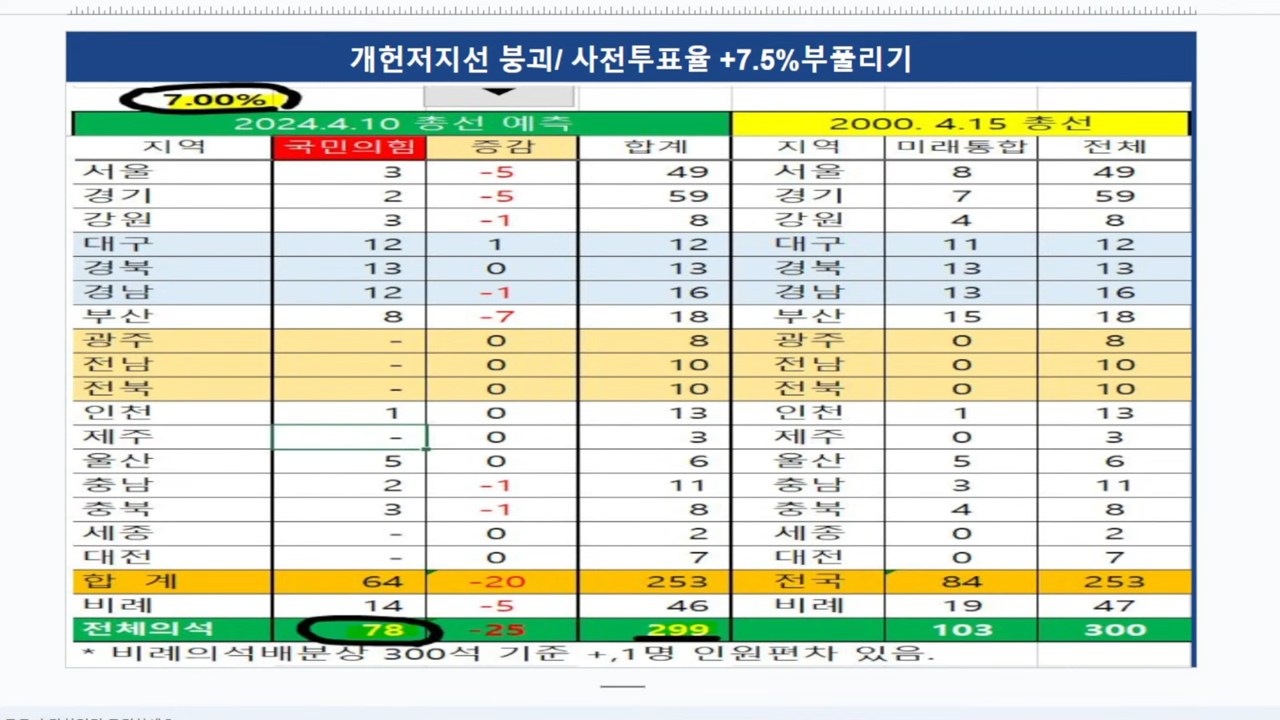 개헌저지선 붕괴/ 사전투표율 +7.5%부풀리기
7.00%
2024.4.10 총선 예측 2000. 4.15 총선
지역 국민의힘 증감 합계 지역 미래통합 전체
서울 3 -5 49 서울 8 49
경기 2 -5 59 경기 7 59
강원 3 -1 8 강원 4 8
대구 12 1 12 대구 11 12
경북 13 0 13 경북 13 13
경남 12 -1 16 경남 13 16
부산 8 -7 18 부산 15 18
광주 - 0 8 광주 0 8
전남 - 0 10 전남 0 10
전북 - 0 10 전북 0 10
인천 1 0 13 인천 1 13
제주 - 0 3 제주 0 3
울산 5 0 6 울산 5 6
충남 2 -1 11 충남 3 11
충북 3 -1 8 충북 4 8
세종 - 0 2 세종 0 2
대전 - 0 7 대전 0 7
합 계 64 -20 253 전국 84 253
비례 14 -5 46 비례 19 47
전체의석 78 -25 299 103 300
* 비례의석배분상 300석 기준 +,1명 인원편차 있음.